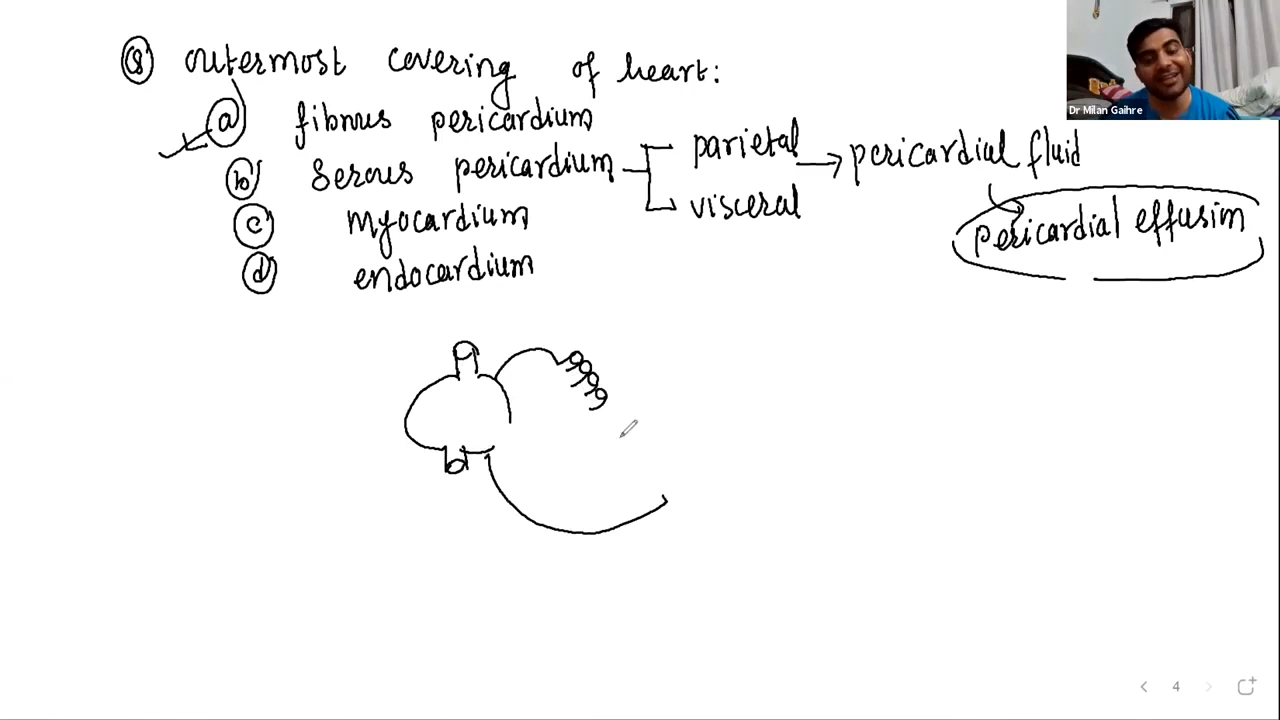 Q outermost covering of heart:
a fibrous pericardium
b serous pericardium parietal → pericardial fluid
visceral
pericardial effusion
c myocardium
d endocardium
Dr Milan Gaihre
4